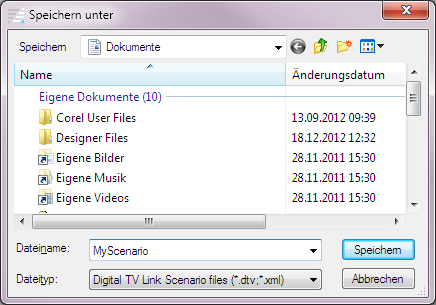 Speichern unter
Speichern
Dokumente
Name Änderungsdatum
Eigene Dokumente (10)
Corel User Files 13.09.2012 09:39
Designer Files 18.12.2012 12:32
Eigene Bilder 28.11.2011 15:30
Eigene Musik 28.11.2011 15:30
Eigene Videos 28.11.2011 15:30
Dateiname: MyScenario Speichern
Dateityp: Digital TV Link Scenario files (*.dtv;*.xml) Abbrechen